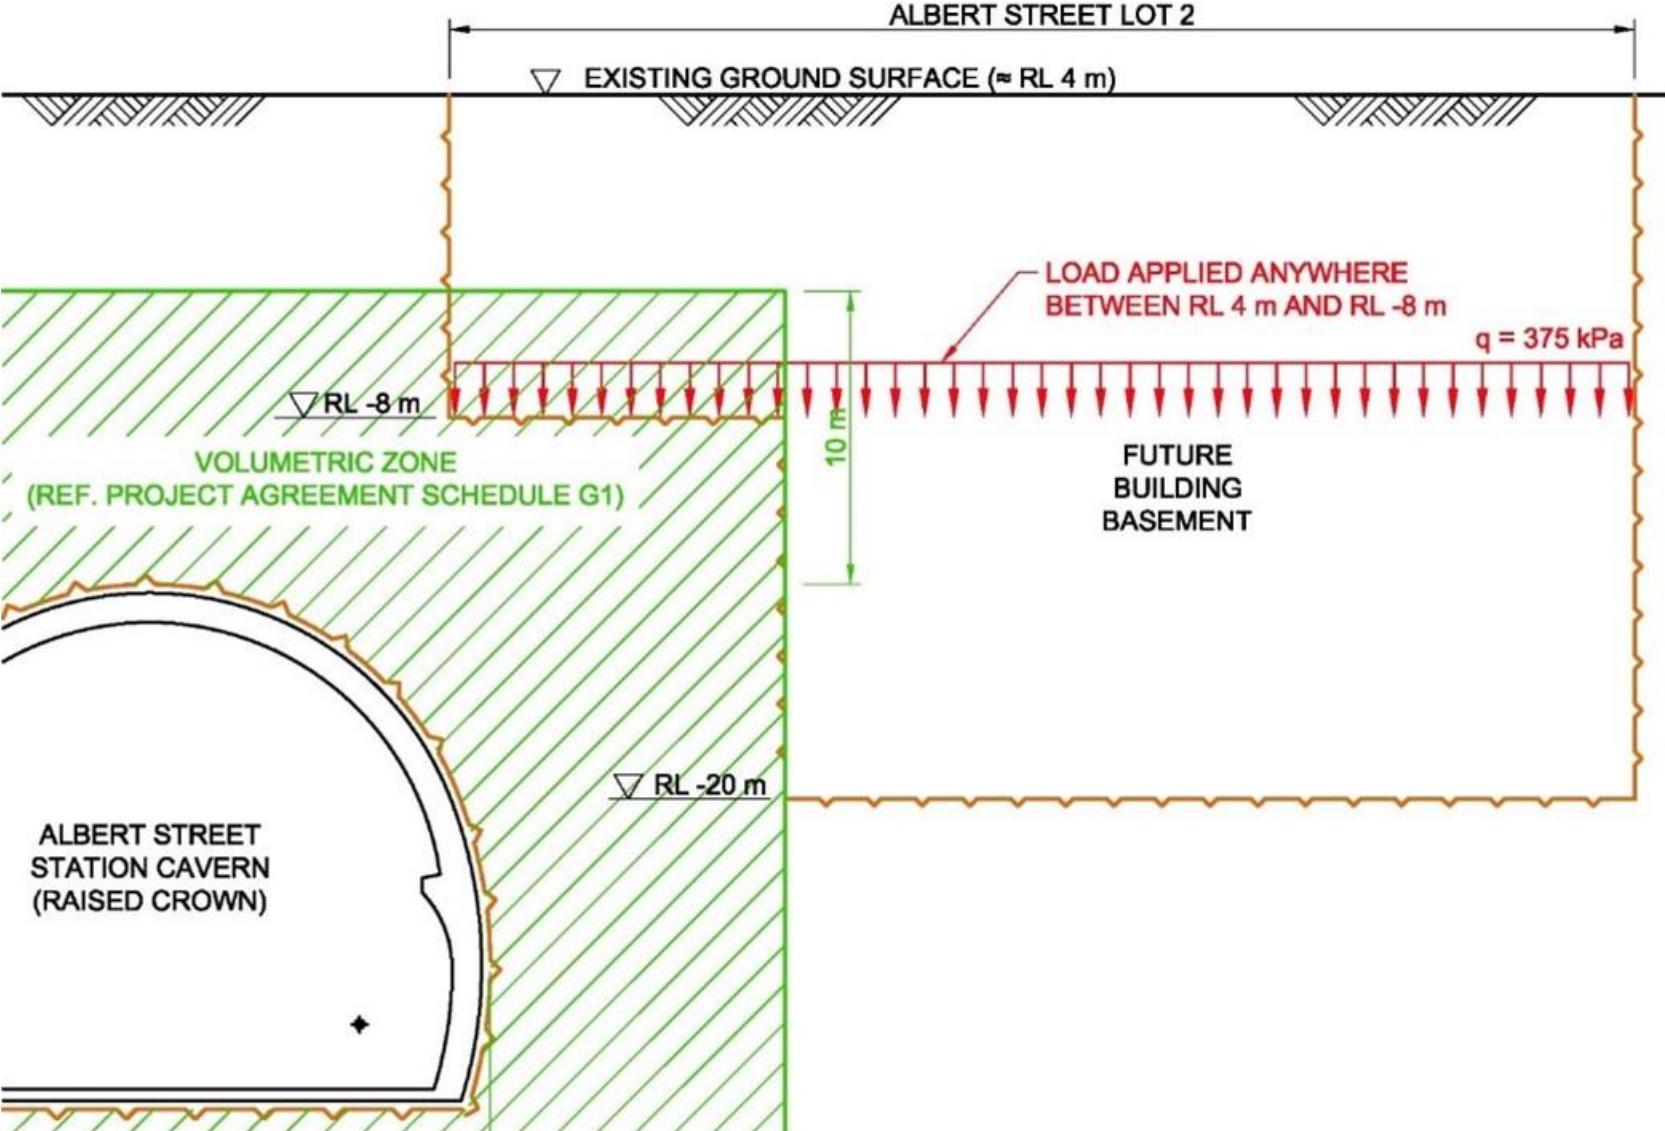 ALBERT STREET LOT 2
EXISTING GROUND SURFACE (≈ RL 4 m)
LOAD APPLIED ANYWHERE
BETWEEN RL 4 m AND RL -8 m
q = 375 kPa
RL -8 m
10 m
VOLUMETRIC ZONE
(REF. PROJECT AGREEMENT SCHEDULE G1)
FUTURE
BUILDING
BASEMENT
RL -20 m
ALBERT STREET
STATION CAVERN
(RAISED CROWN)